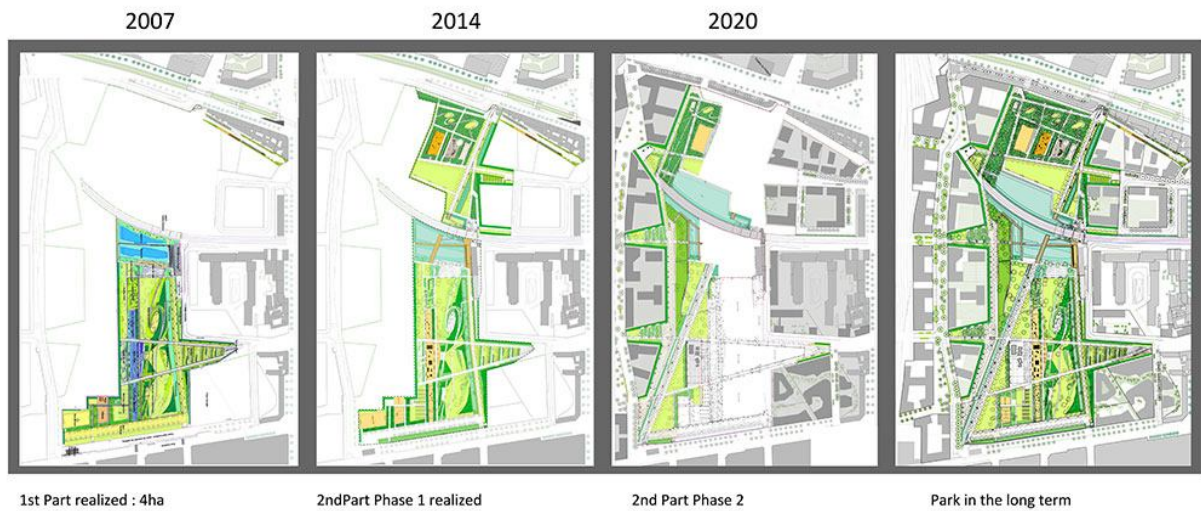 2007
2014
2020
1st Part realized : 4ha
2ndPart Phase 1 realized
2nd Part Phase 2
Park in the long term